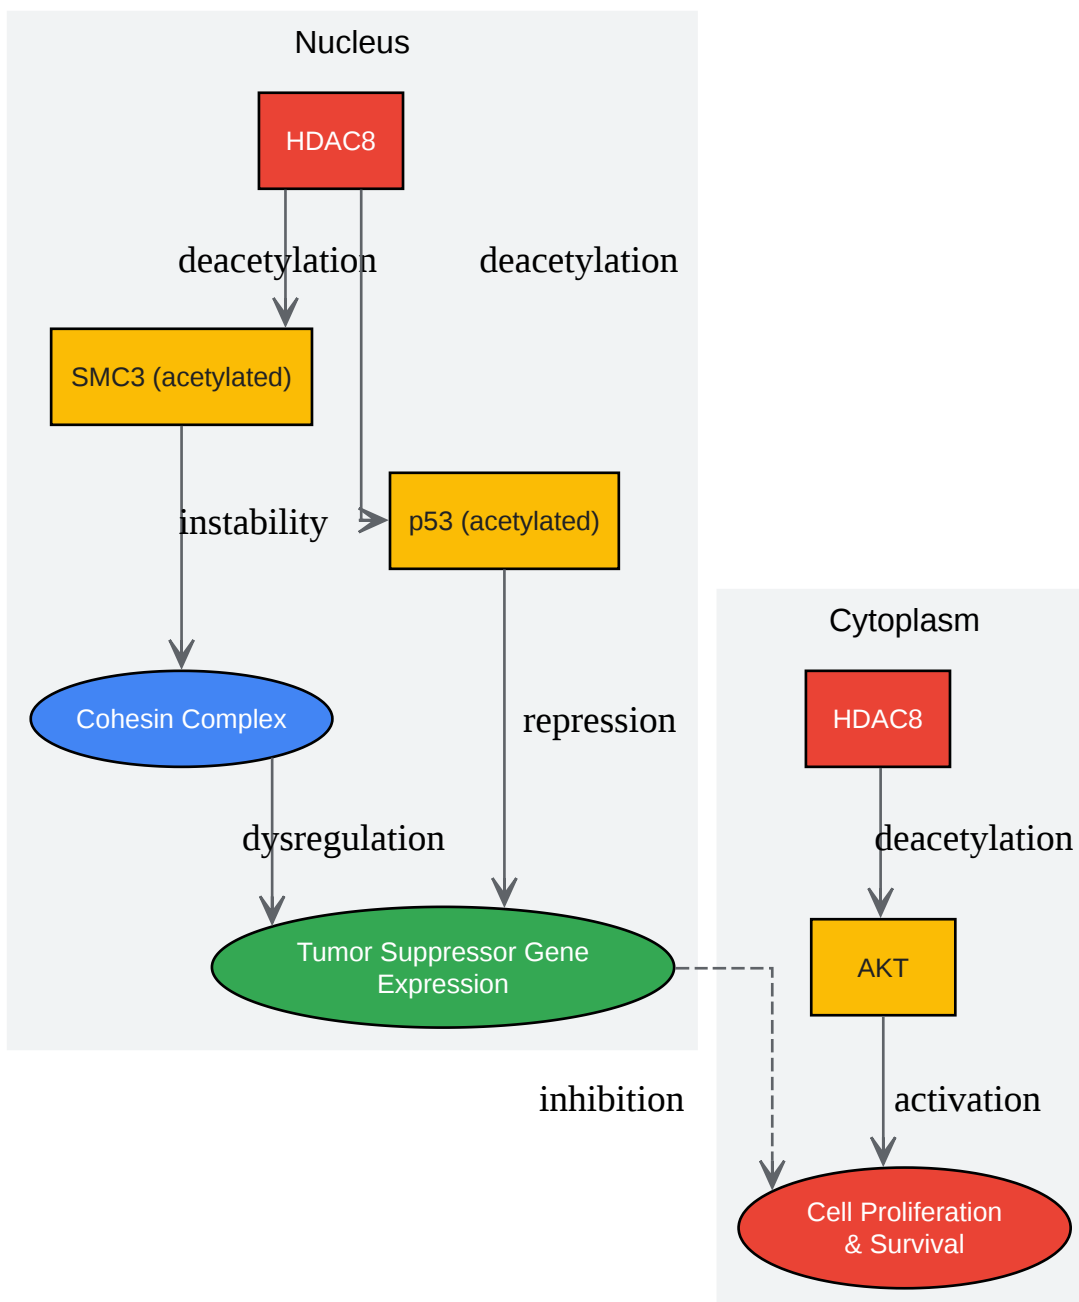 Nucleus
HDAC8
deacetylation
deacetylation
SMC3 (acetylated)
instability
p53 (acetylated)
Cytoplasm
HDAC8
Cohesin Complex
repression
dysregulation
deacetylation
Tumor Suppressor Gene
Expression
AKT
inhibition
activation
Cell Proliferation
& Survival